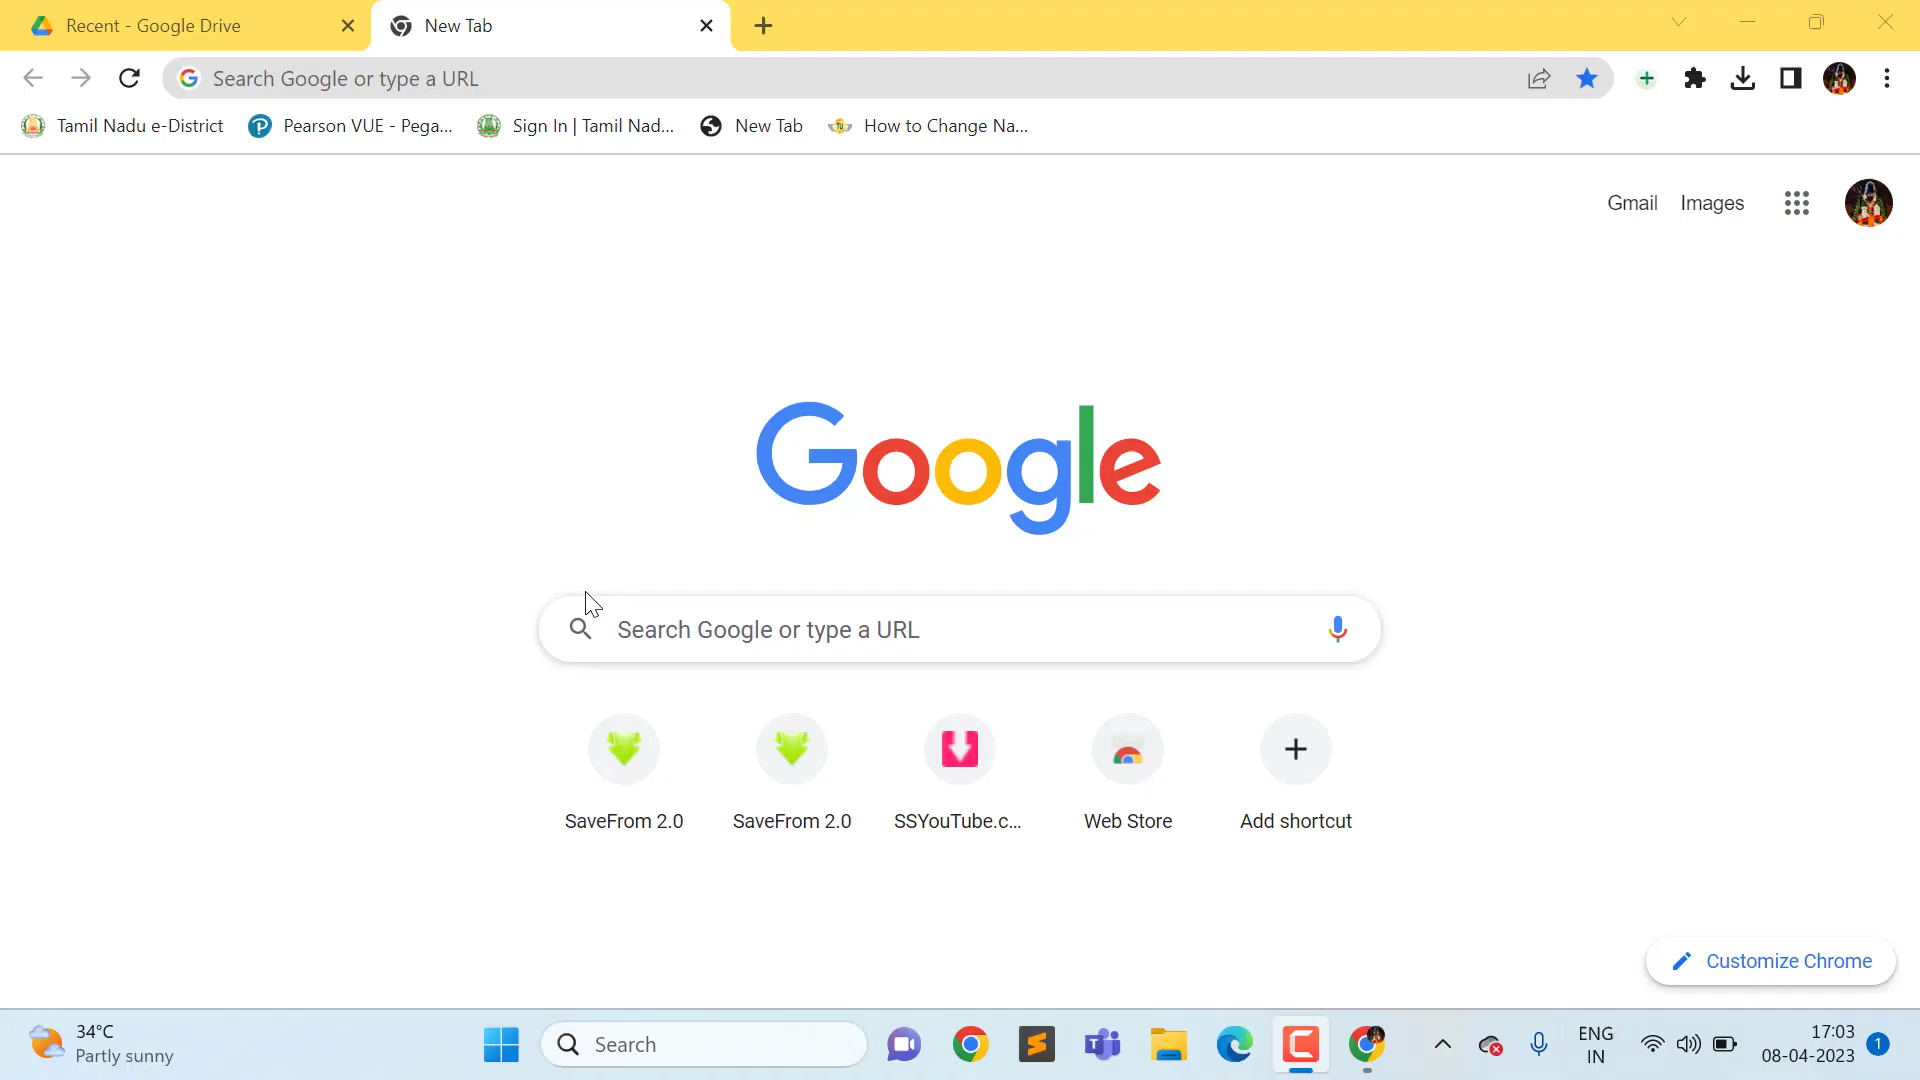 Recent - Google Drive
New Tab
Search Google or type a URL
Tamil Nadu e-District
Pearson VUE - Pega...
Sign In | Tamil Nad...
New Tab
How to Change Na...
Gmail
Images
Google
Search Google or type a URL
SaveFrom 2.0
SaveFrom 2.0
SSYouTube.c...
Web Store
Add shortcut
Customize Chrome
34°C
Partly sunny
Search
ENG
IN
17:03
08-04-2023
1